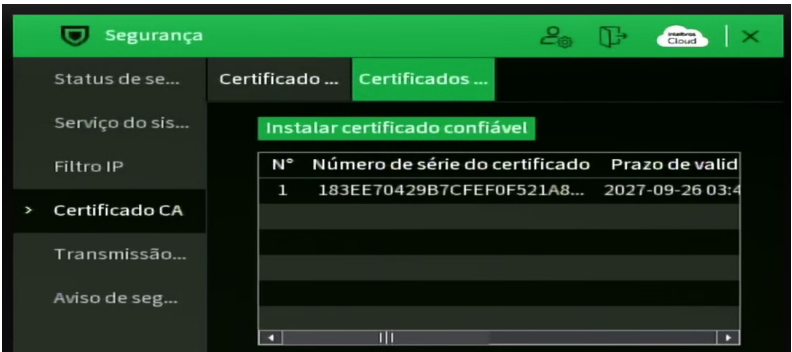 Segurança
intelbras
Cloud
Status de se...
Certificado ...
Certificados ...
Serviço do sis...
Instalar certificado confiável
Filtro IP
N° Número de série do certificado Prazo de valid
1 183EE70429B7CFEF0F521A8... 2027-09-26 03:4
> Certificado CA
Transmissão...
Aviso de seg...